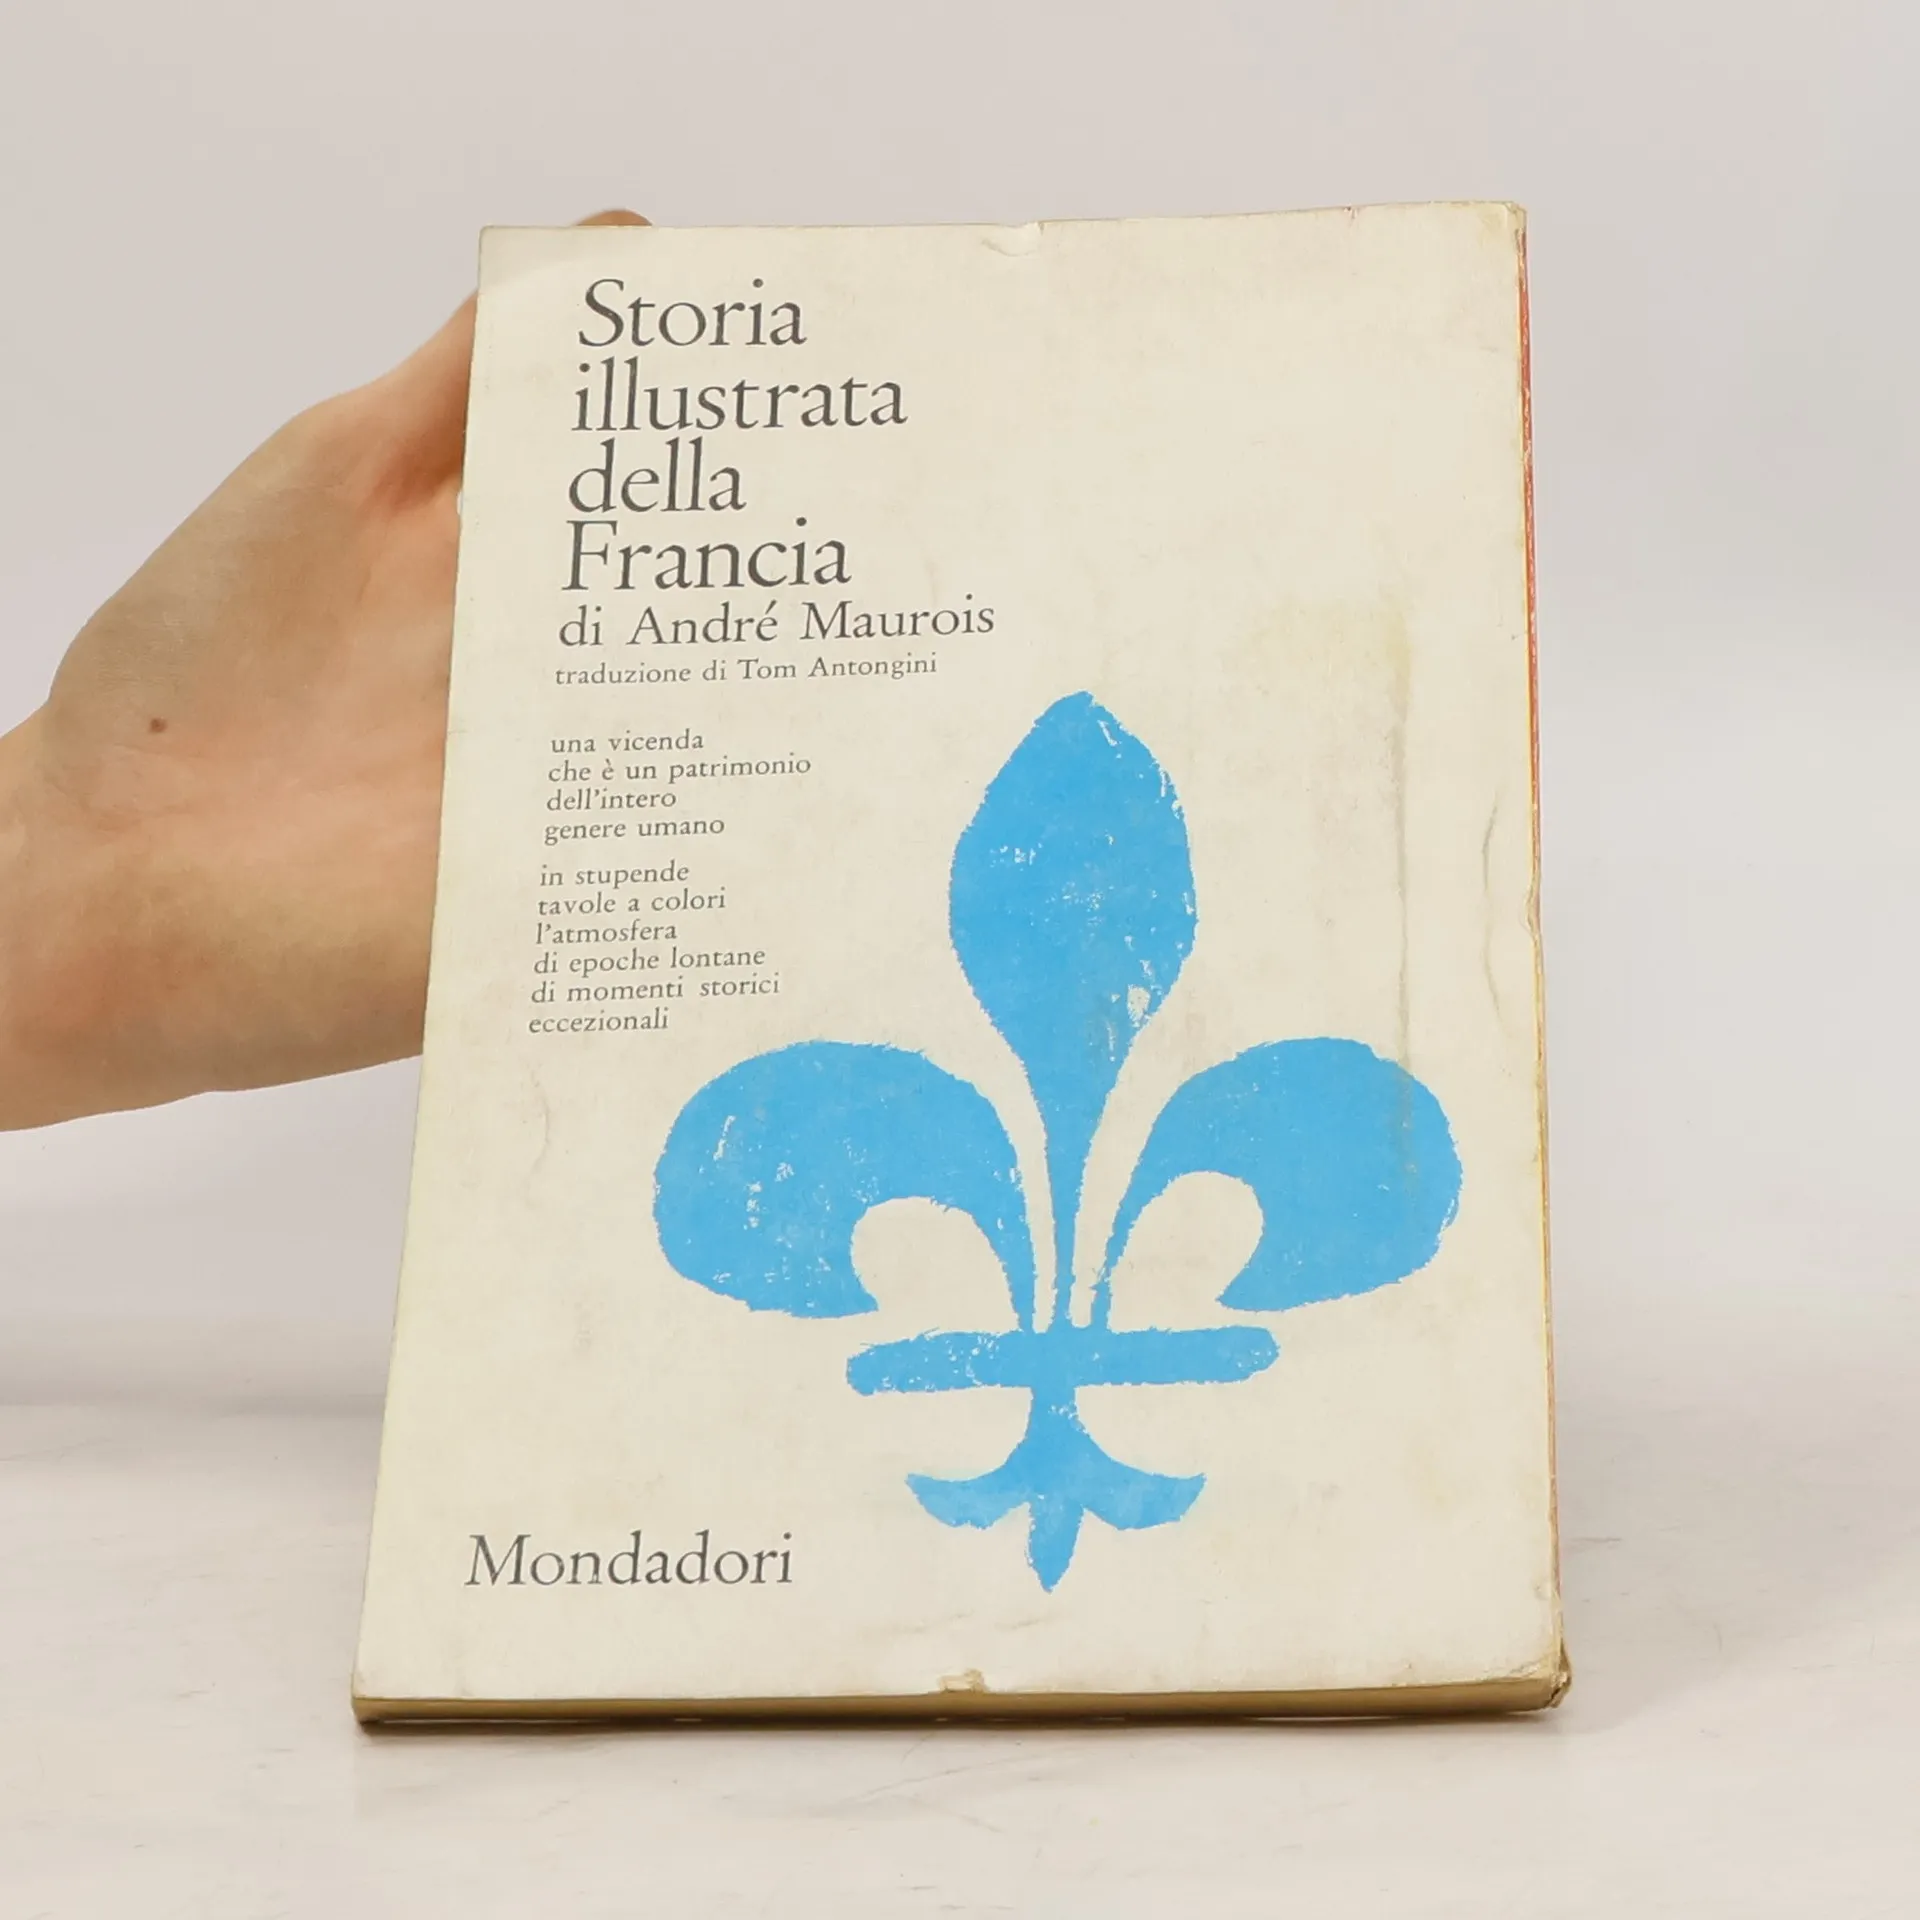 Storia
illustrata
della
Francia
di André Maurois
traduzione di Tom Antongini
una vicenda
che è un patrimonio
dell'intero
genere umano
in stupende
tavole a colori
l'atmosfera
di epoche lontane
di momenti storici
eccezionali
Mondadori